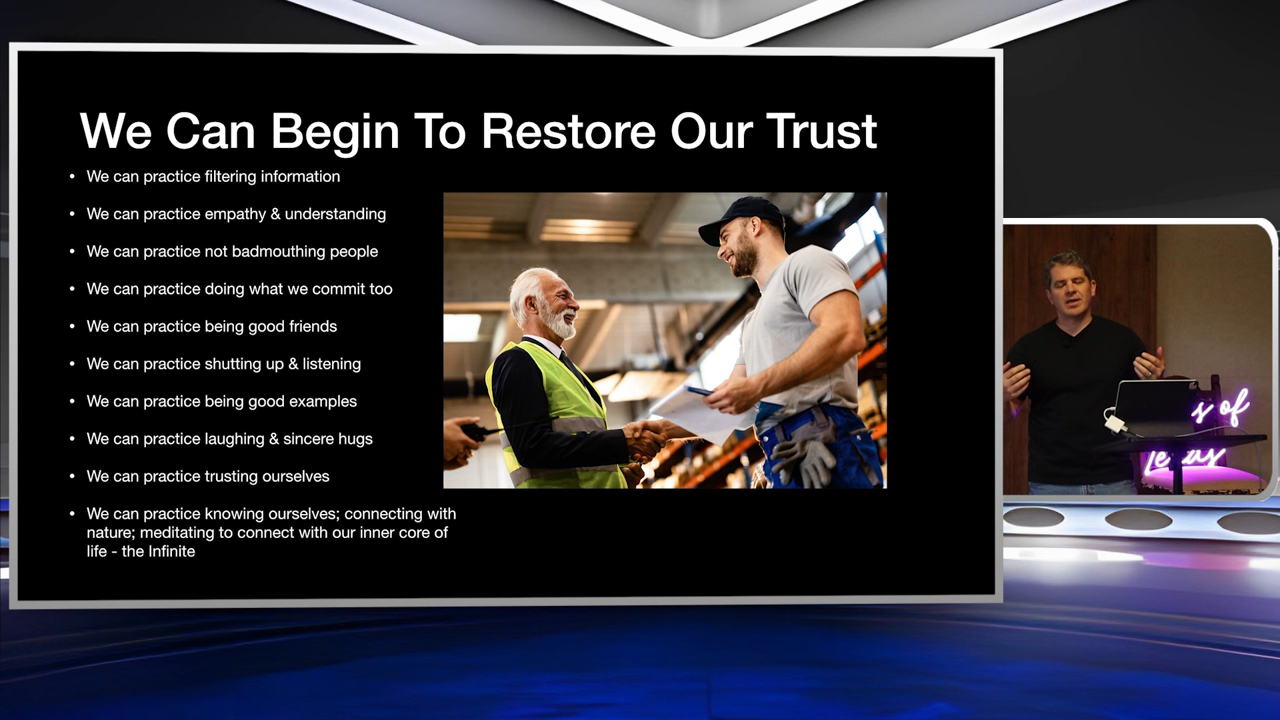 We Can Begin To Restore Our Trust
• We can practice filtering information
• We can practice empathy & understanding
• We can practice not badmouthing people
• We can practice doing what we commit too
• We can practice being good friends
• We can practice shutting up & listening
• We can practice being good examples
• We can practice laughing & sincere hugs
• We can practice trusting ourselves
• We can practice knowing ourselves; connecting with
nature; meditating to connect with our inner core of
life - the Infinite
s of
Texas